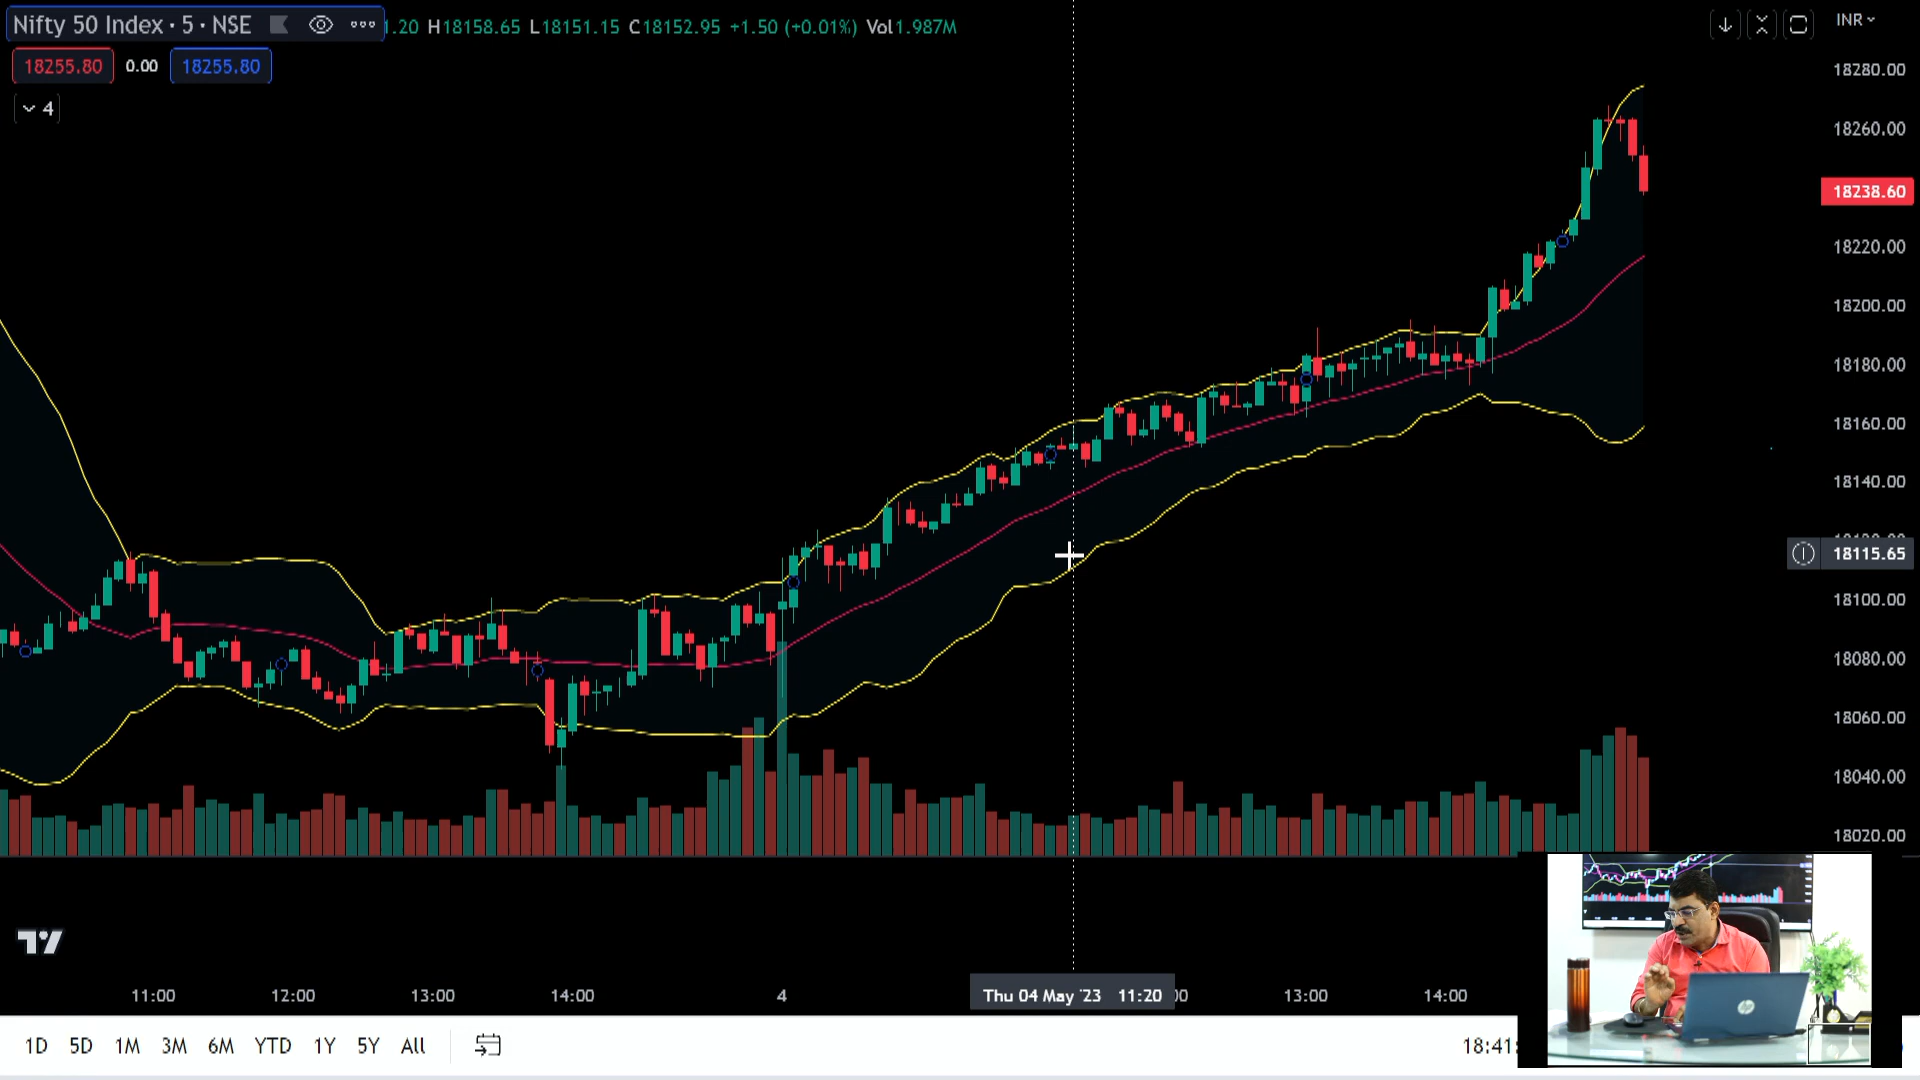 Nifty 50 Index · 5 · NSE
1.20 H18158.65 L18151.15 C18152.95 +1.50 (+0.01%) Vol1.987M
INR
18255.80 0.00 18255.80
4
18280.00
18260.00
18238.60
18220.00
18200.00
18180.00
18160.00
18140.00
18115.65
18100.00
18080.00
18060.00
18040.00
18020.00
11:00 12:00 13:00 14:00 4 Thu 04 May '23 11:20 13:00 14:00
1D 5D 1M 3M 6M YTD 1Y 5Y All
18:41: